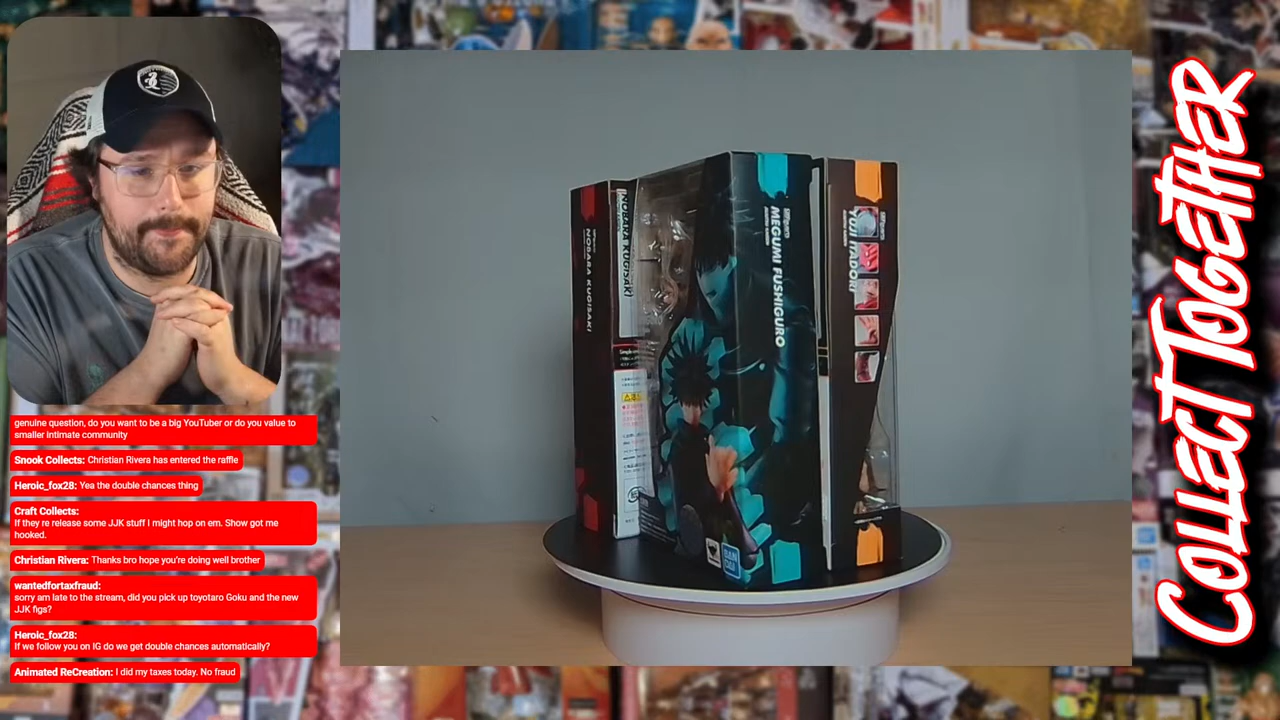 genuine question, do you want to be a big YouTuber or do you value to
smaller intimate community
Snook Collects: Christian Rivera has entered the raffle
Heroic_fox28: Yea the double chances thing
Craft Collects:
If they re release some JJK stuff I might hop on em. Show got me
hooked.
Christian Rivera: Thanks bro hope you're doing well brother
wantedfortaxfraud:
sorry am late to the stream, did you pick up toyotaro Goku and the new
JJK figs?
Heroic_fox28:
If we follow you on IG do we get double chances automatically?
Animated ReCreation: I did my taxes today. No fraud
NOBARA KUGISAKI
NOBARA KUGISAKI
MEGUMI FUSHIGURO
YUJI ITADORI
BANDAI
COLLECT TOGETHER